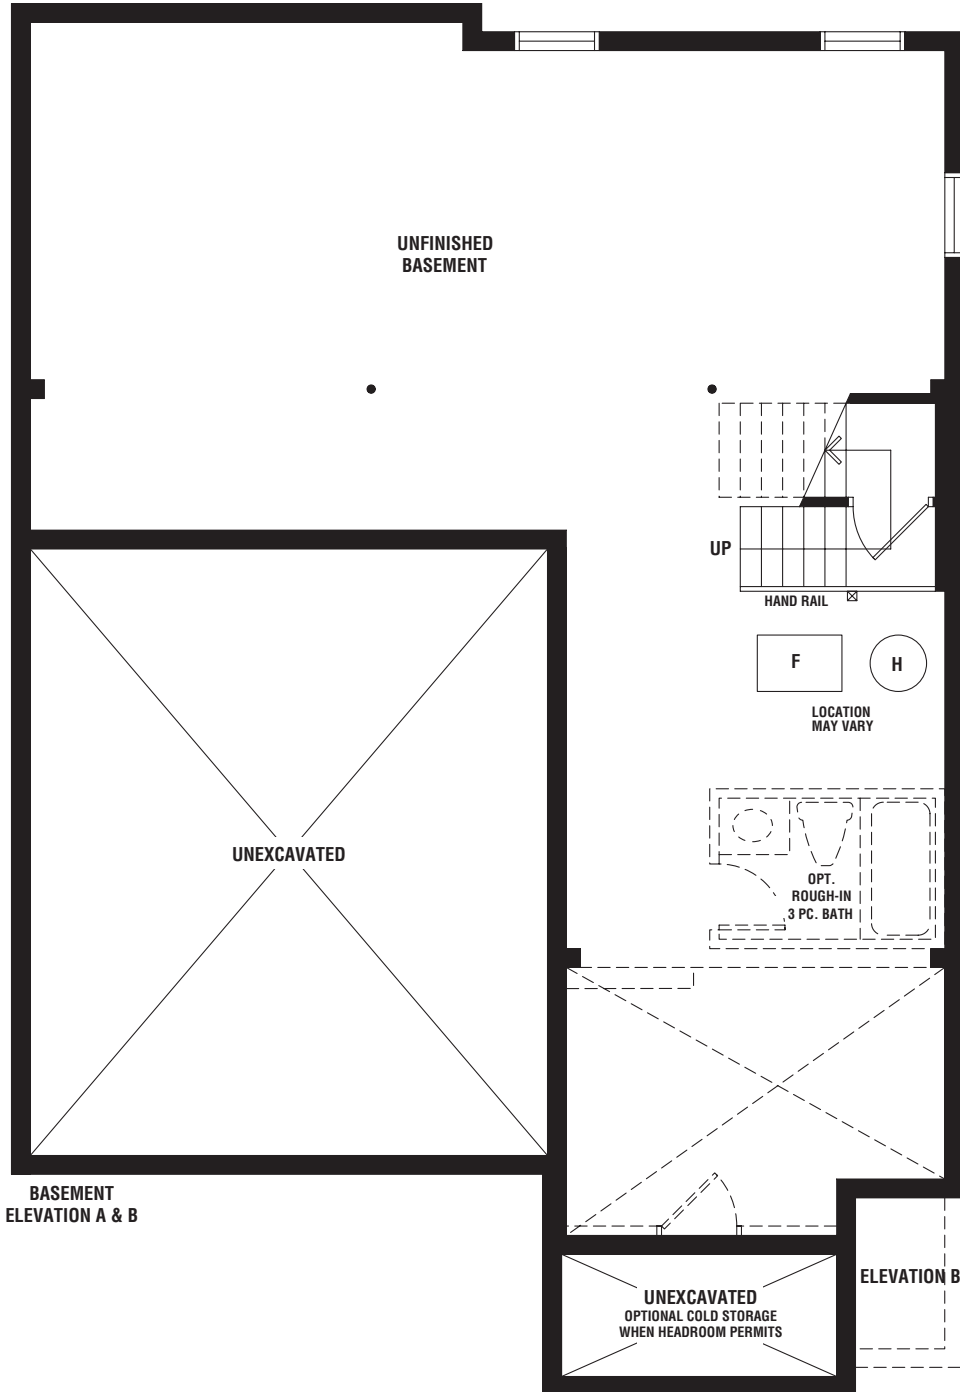 UNFINISHED
BASEMENT
UP
HAND RAIL
F
H
LOCATION
MAY VARY
UNEXCAVATED
OPT.
ROUGH-IN
3 PC. BATH
BASEMENT
ELEVATION A & B
ELEVATION B
UNEXCAVATED
OPTIONAL COLD STORAGE
WHEN HEADROOM PERMITS